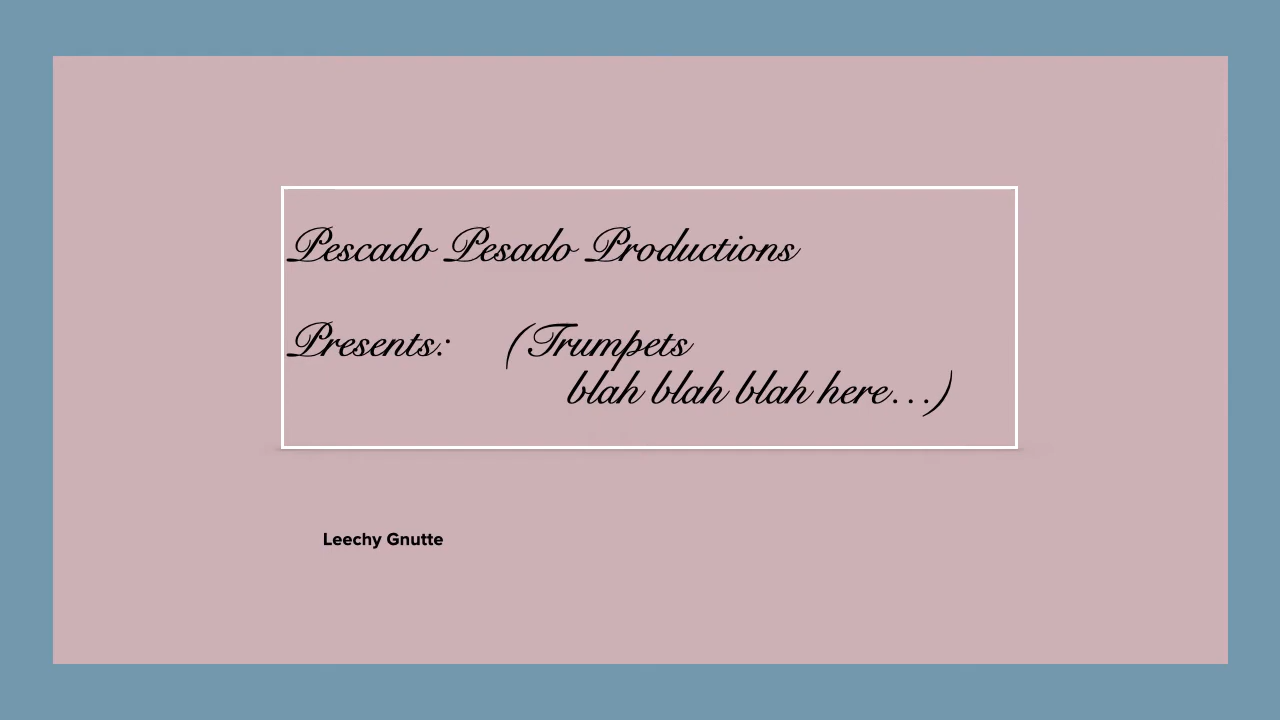 Pescado Pesado Productions
Presents: (Trumpets
blah blah blah here...)
Leechy Gnutte